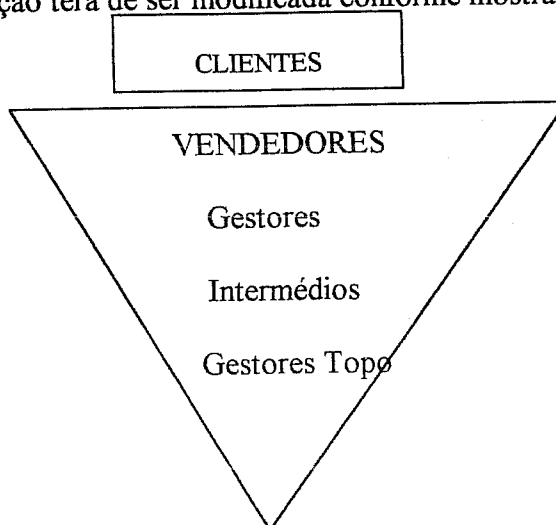 ção terá de ser modificada conforme mostra
CLIENTES
VENDEDORES
Gestores
Intermédios
Gestores Topo